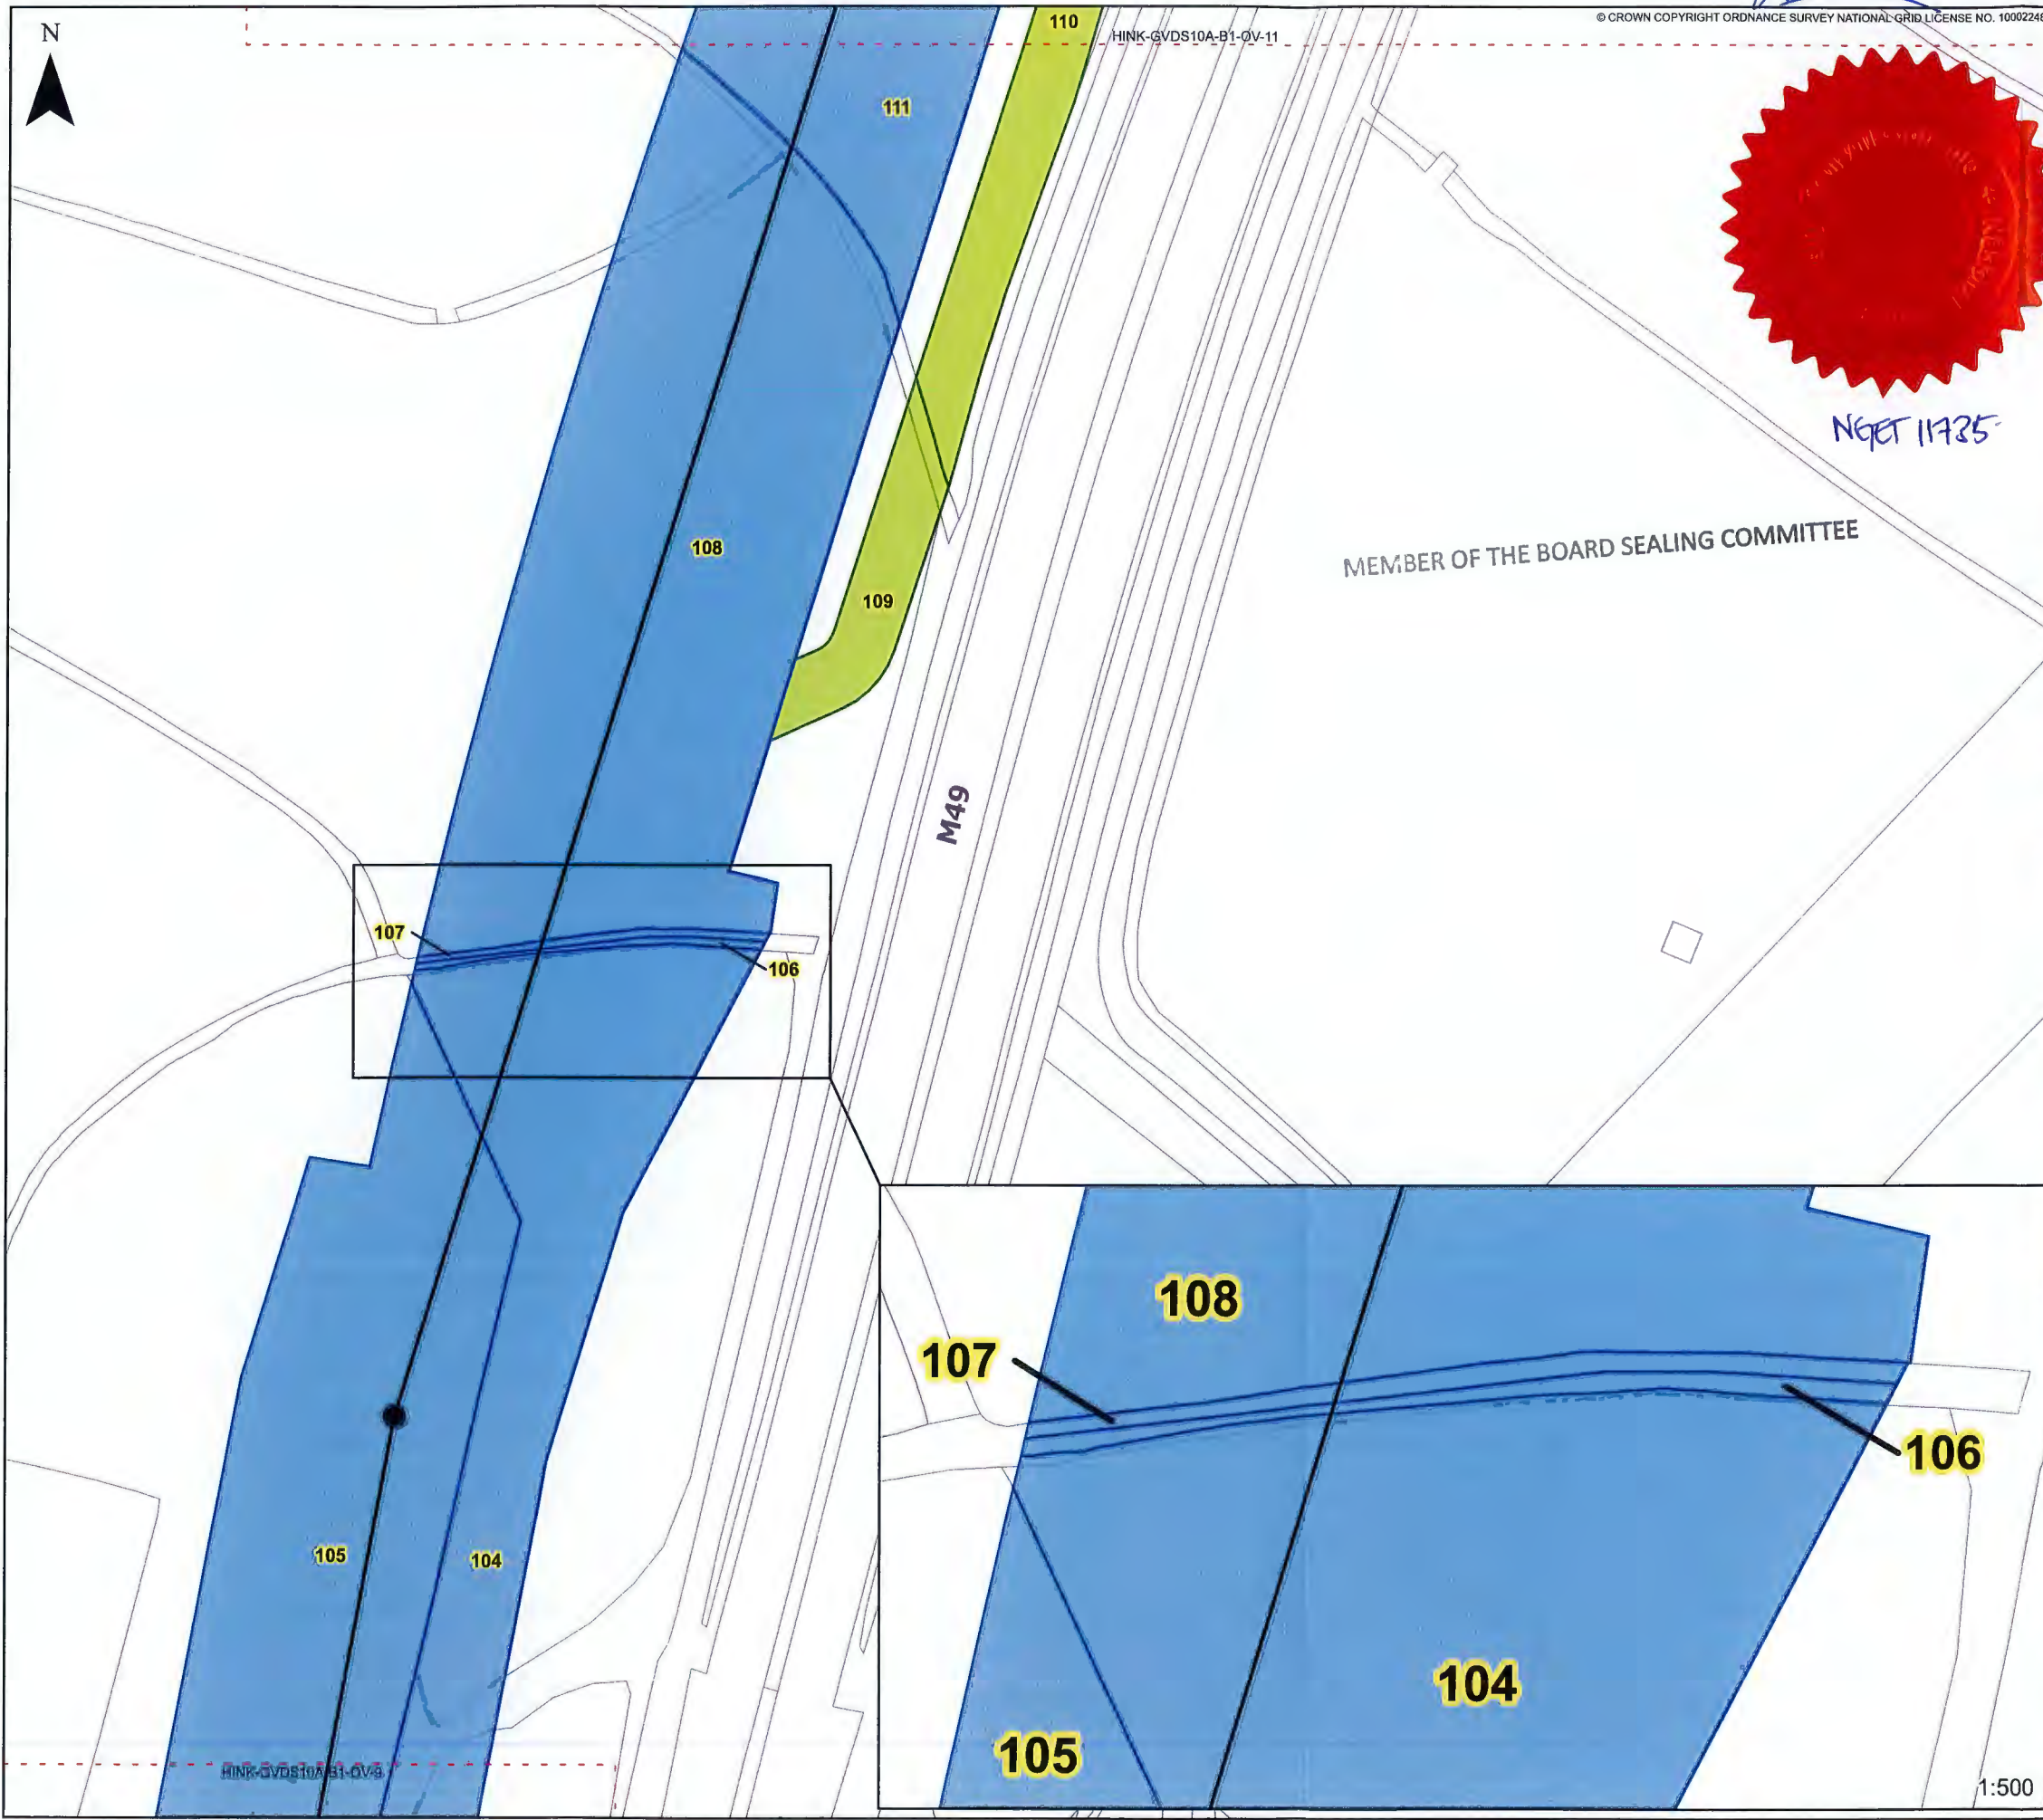 © CROWN COPYRIGHT ORDNANCE SURVEY NATIONAL GRID LICENSE NO. 10002248
N
110
HINK-GVDS10A-B1-OV-11
111
NGET 11735
108
MEMBER OF THE BOARD SEALING COMMITTEE
109
M49
107
106
108
107
106
105
104
104
105
HINK-GVDS10A-B1-OV-9
1:500